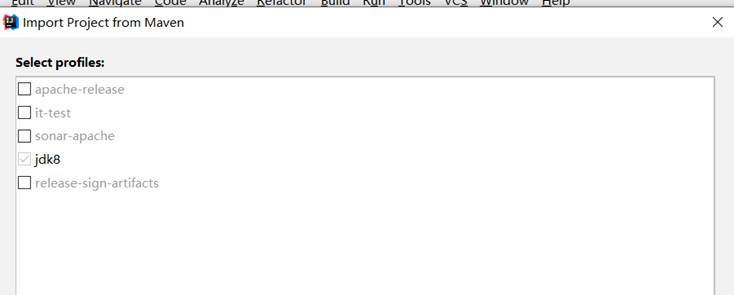 Edit View Navigate Code Analyze Refactor Build Run Tools VCS Window Help
Import Project from Maven
Select profiles:
apache-release
it-test
sonar-apache
jdk8
release-sign-artifacts